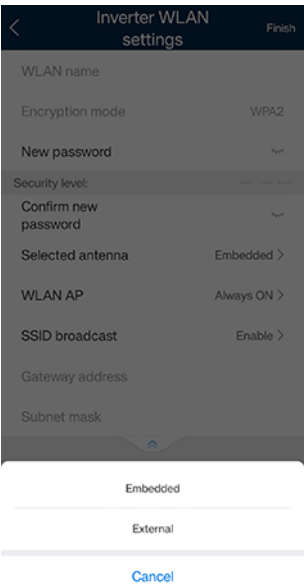 Inverter WLAN
settings
Finish
WLAN name
Encryption mode WPA2
New password
Security level:
Confirm new
password
Selected antenna Embedded >
WLAN AP Always ON >
SSID broadcast Enable >
Gateway address
Subnet mask
Embedded
External
Cancel